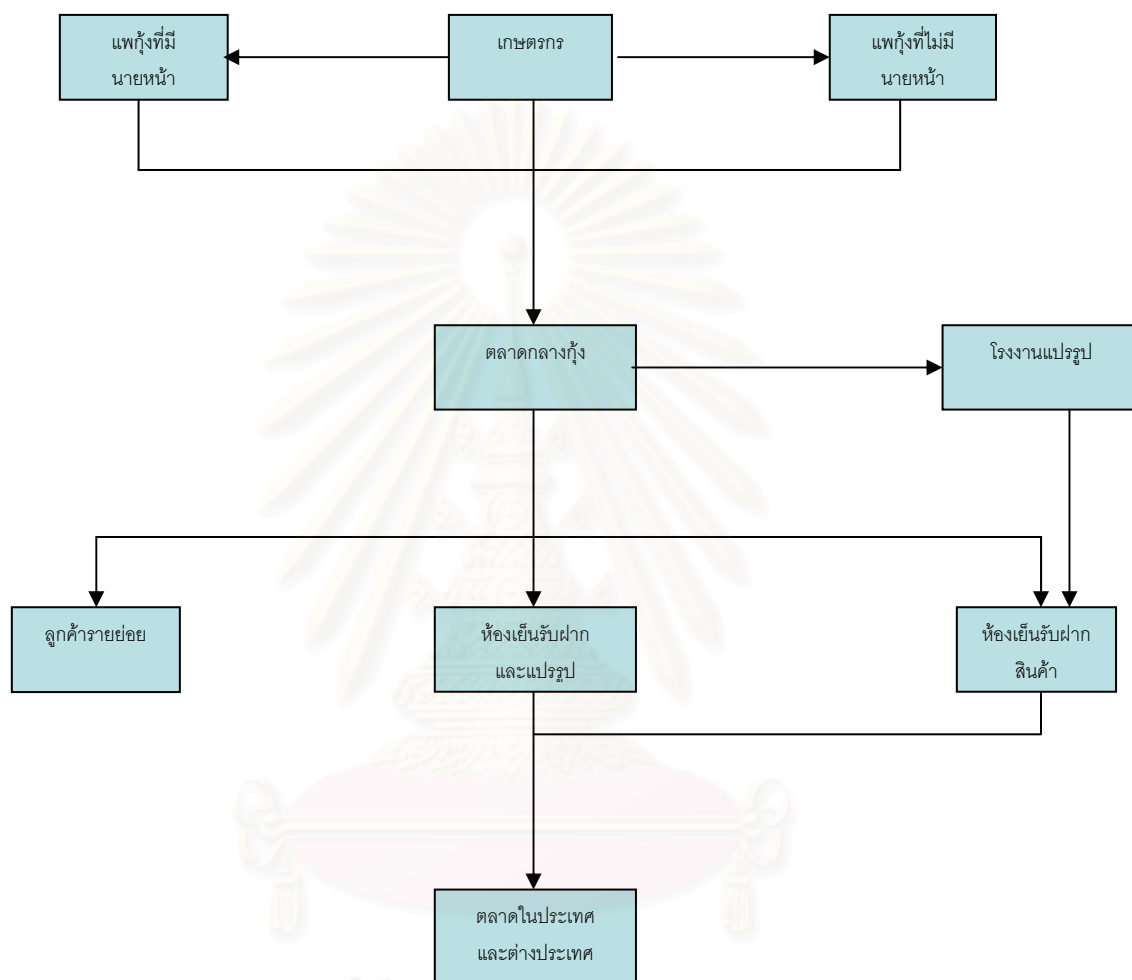 แพกุ้งที่มี
นายหน้า
เกษตรกร
แพกุ้งที่ไม่มี
นายหน้า
ตลาดกลางกุ้ง
โรงงานแปรรูป
ลูกค้ารายย่อย
ห้องเย็นรับฝาก
และแปรรูป
ห้องเย็นรับฝาก
สินค้า
ตลาดในประเทศ
และต่างประเทศ